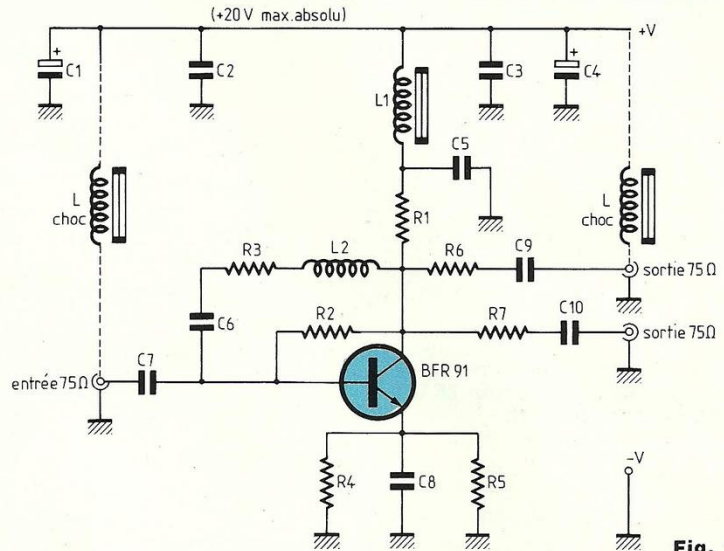 (+20 V max.absolu)
+V
+
C1
C2
L1
C3
+
C4
C5
L
choc
L
choc
R1
R3
L2
R6
C9
sortie 75Ω
C6
R2
R7
C10
sortie 75Ω
C7
BFR 91
entrée 75Ω
R4
C8
R5
-V
Fig.